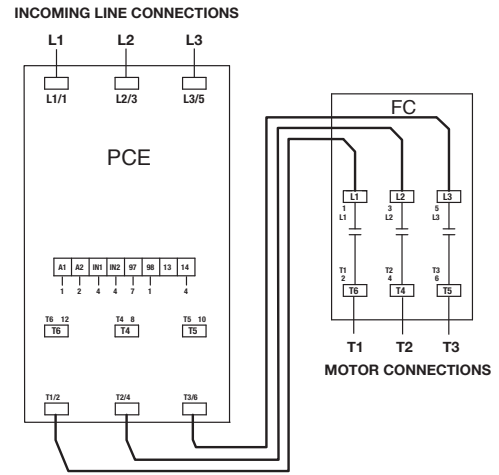 INCOMING LINE CONNECTIONS
L1 L2 L3
L1/1 L2/3 L3/5
FC
PCE
L1 L2 L3
1 3 5
L1 L2 L3
A1 A2 IN1 IN2 97 98 13 14
1 2 4 4 7 1 4
T1 T2 T3
2 4 6
T6 T4 T5
T6 12 T4 8 T5 10
T6 T4 T5
T1 T2 T3
MOTOR CONNECTIONS
T1/2 T2/4 T3/6